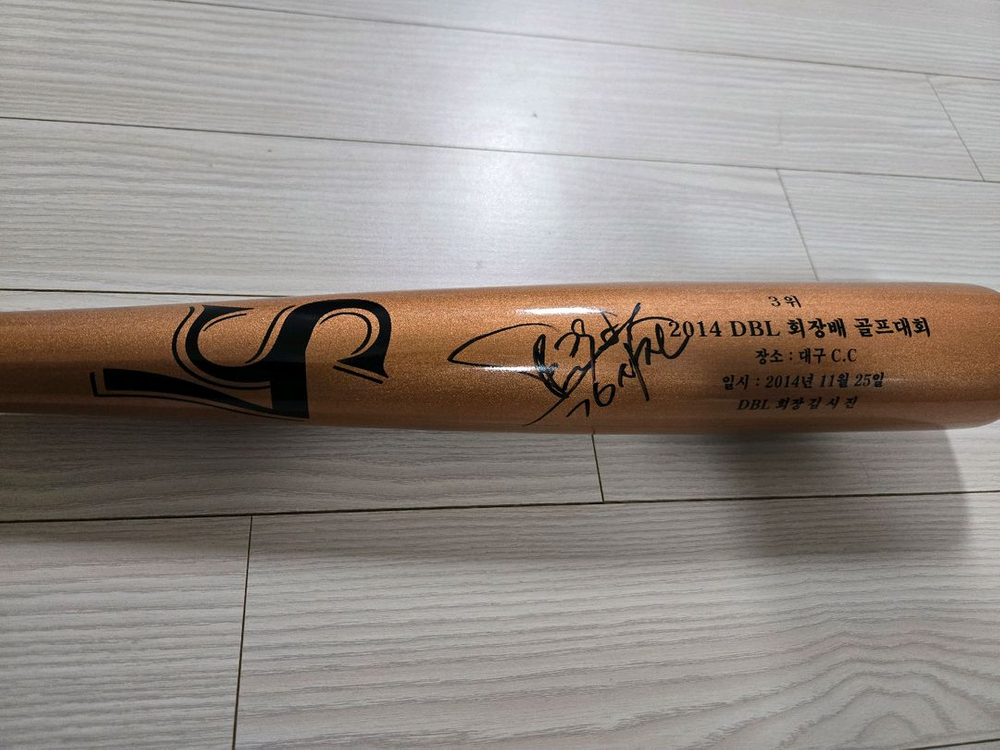 3위
2014 DBL 회장배 골프대회
장소 : 대구 C.C
일시 : 2014년 11월 25일
DBL 회장 김 시 진